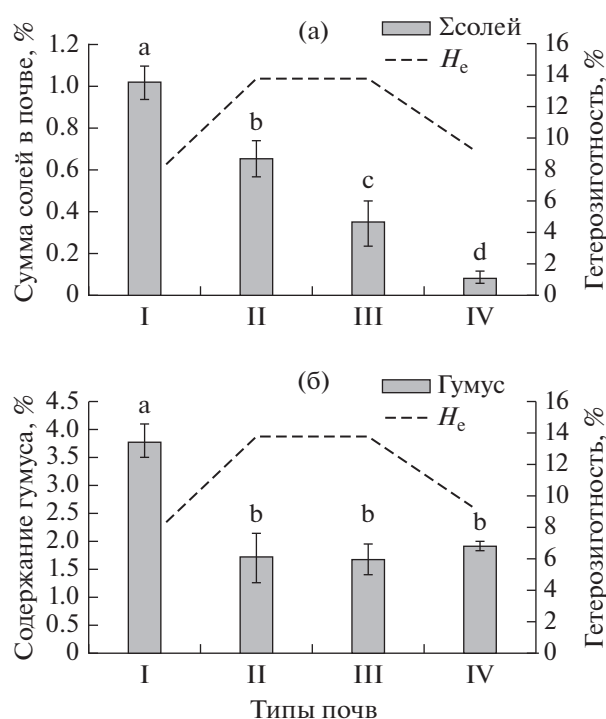 (а)
Σсолей
Hе
Сумма солей в почве, %
1.2
1.0
0.8
0.6
0.4
0.2
0
a
b
c
d
16
14
12
10
8
6
4
2
0
Гетерозиготность, %
I II III IV
(б)
Гумус
Hе
Содержание гумуса, %
4.5
4.0
3.5
3.0
2.5
2.0
1.5
1.0
0.5
0
a
b
b
b
16
14
12
10
8
6
4
2
0
Гетерозиготность, %
I II III IV
Типы почв